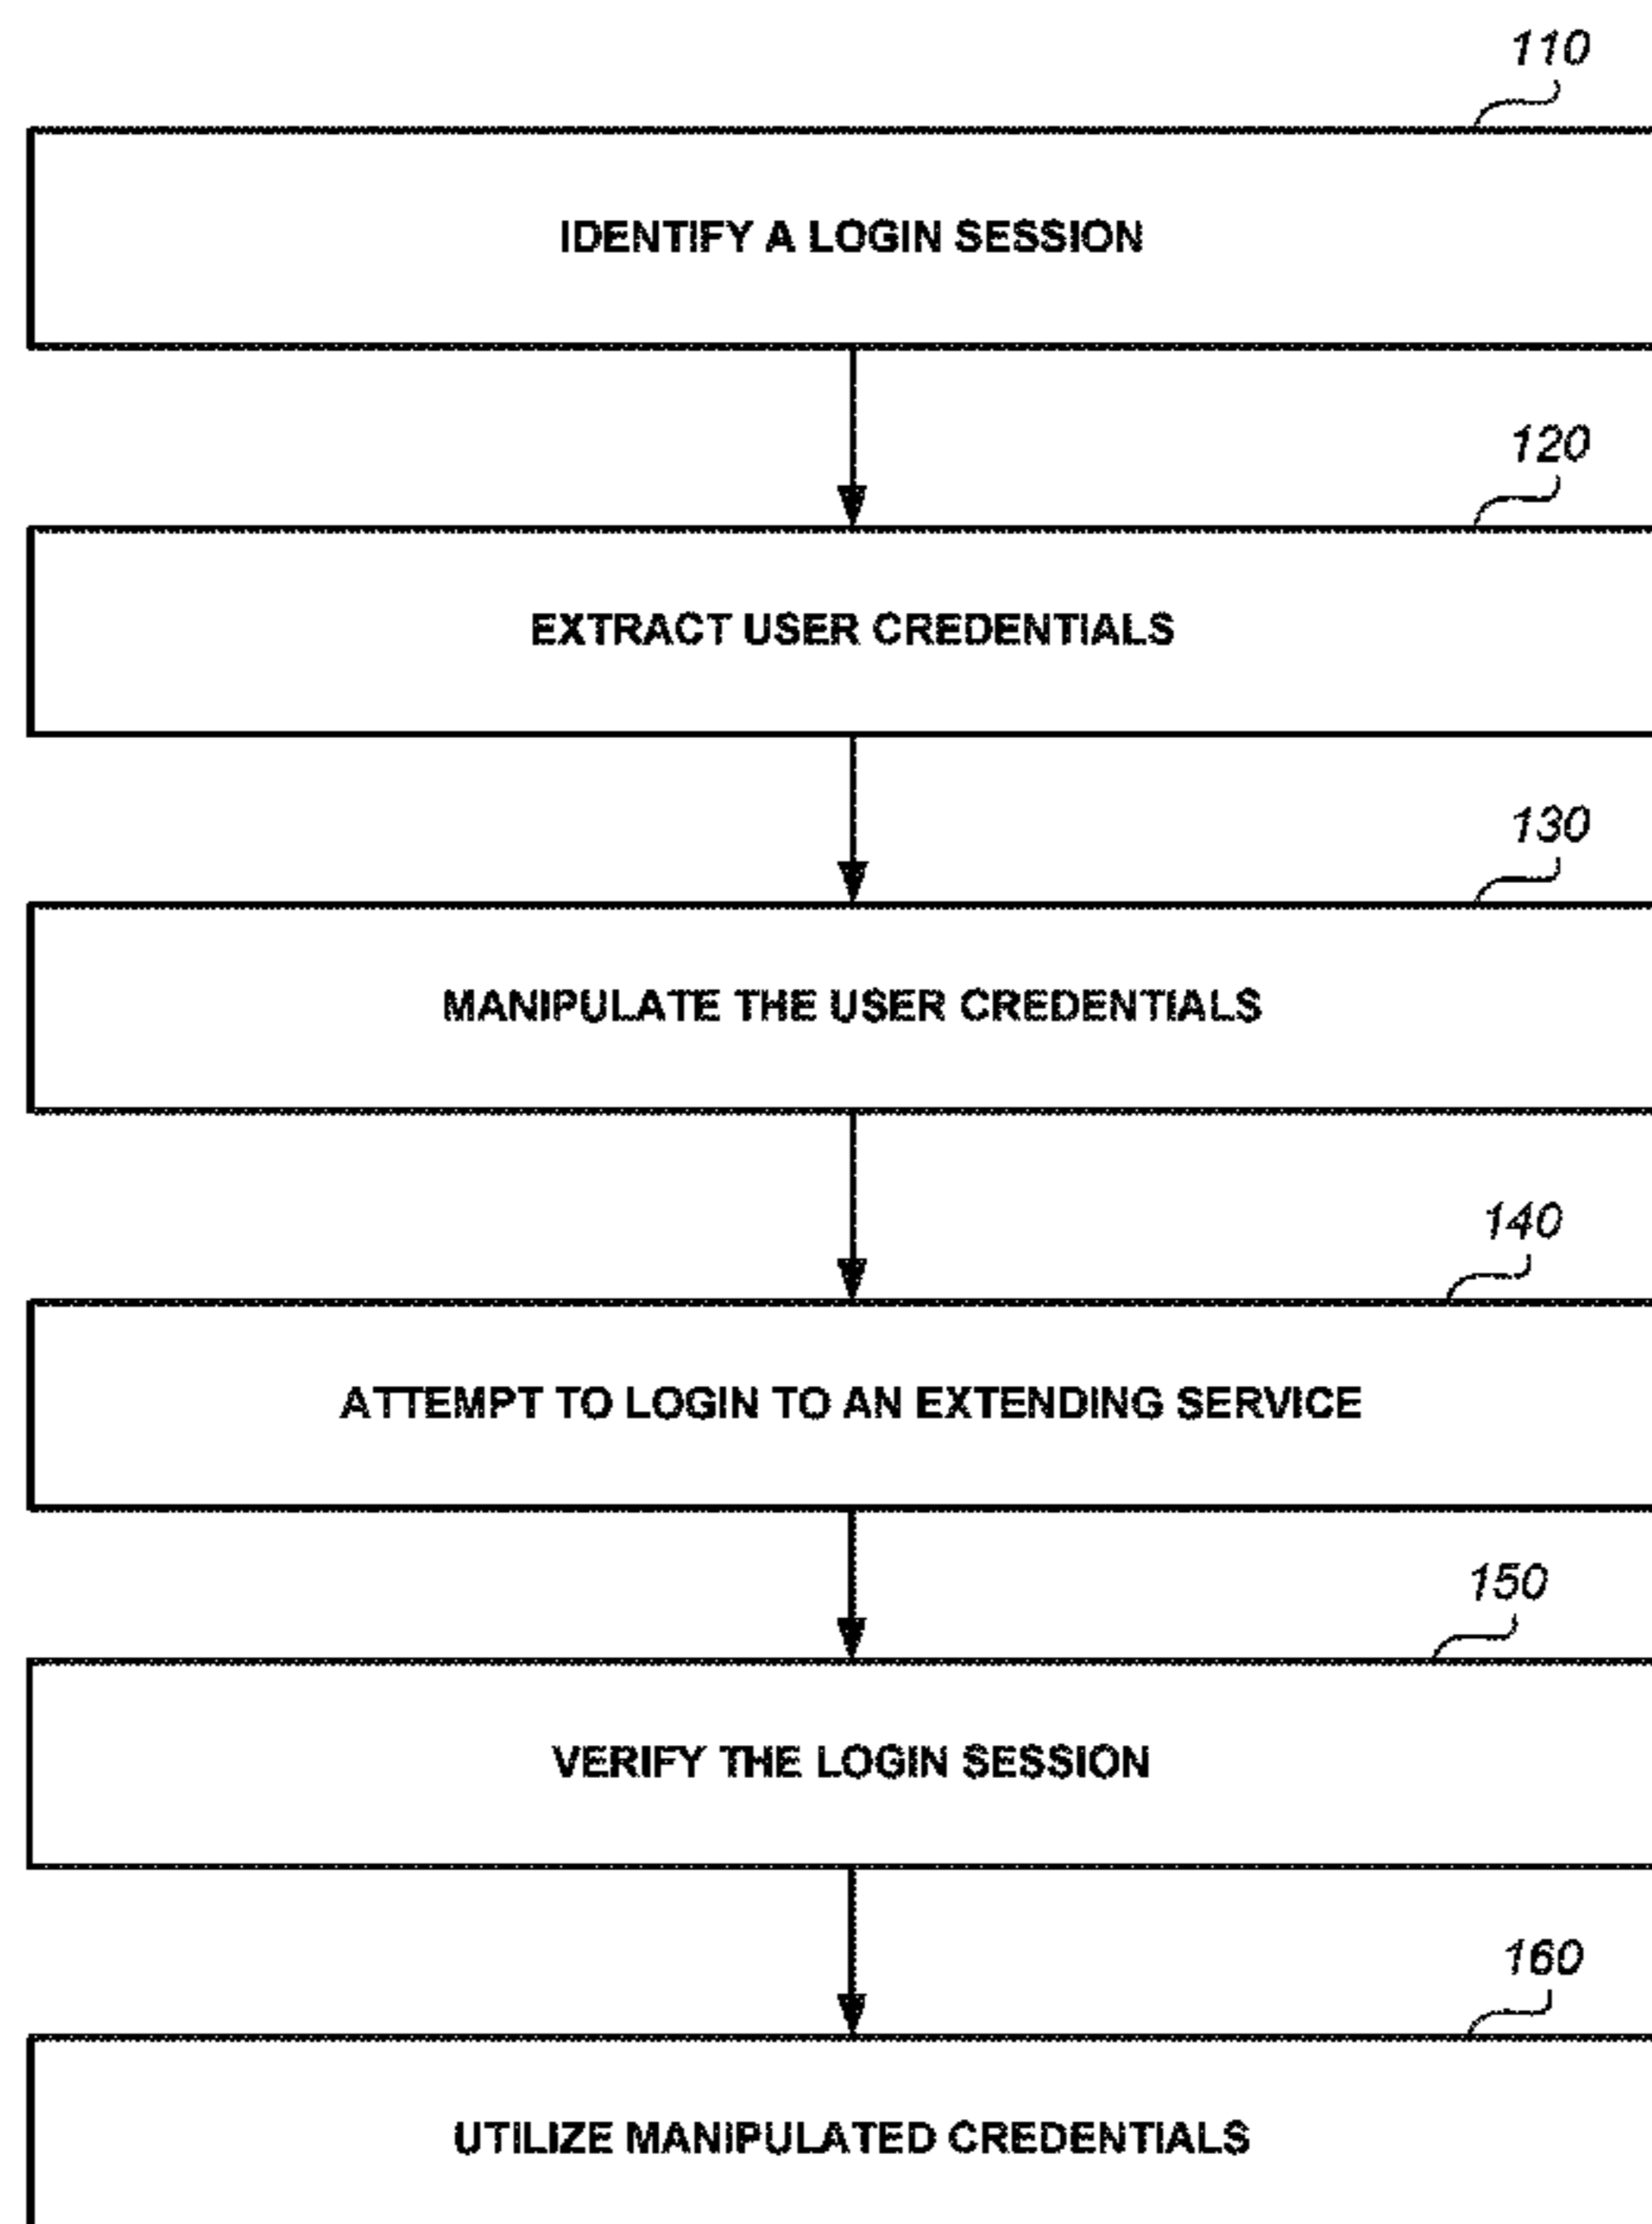 110
IDENTIFY A LOGIN SESSION
120
EXTRACT USER CREDENTIALS
130
MANIPULATE THE USER CREDENTIALS
140
ATTEMPT TO LOGIN TO AN EXTENDING SERVICE
150
VERIFY THE LOGIN SESSION
160
UTILIZE MANIPULATED CREDENTIALS